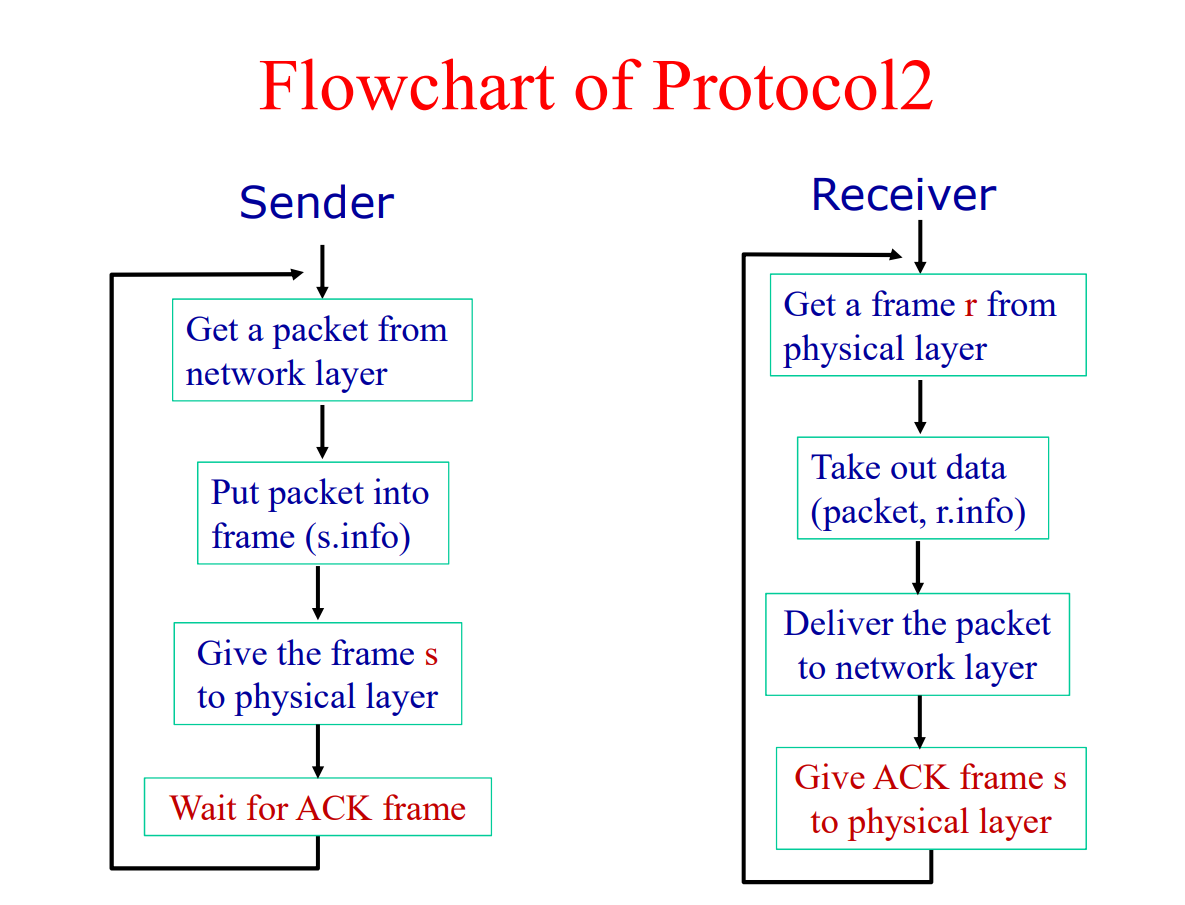 Flowchart of Protocol2
Sender
Get a packet from
network layer
Put packet into
frame (s.info)
Give the frame s
to physical layer
Wait for ACK frame
Receiver
Get a frame r from
physical layer
Take out data
(packet, r.info)
Deliver the packet
to network layer
Give ACK frame s
to physical layer